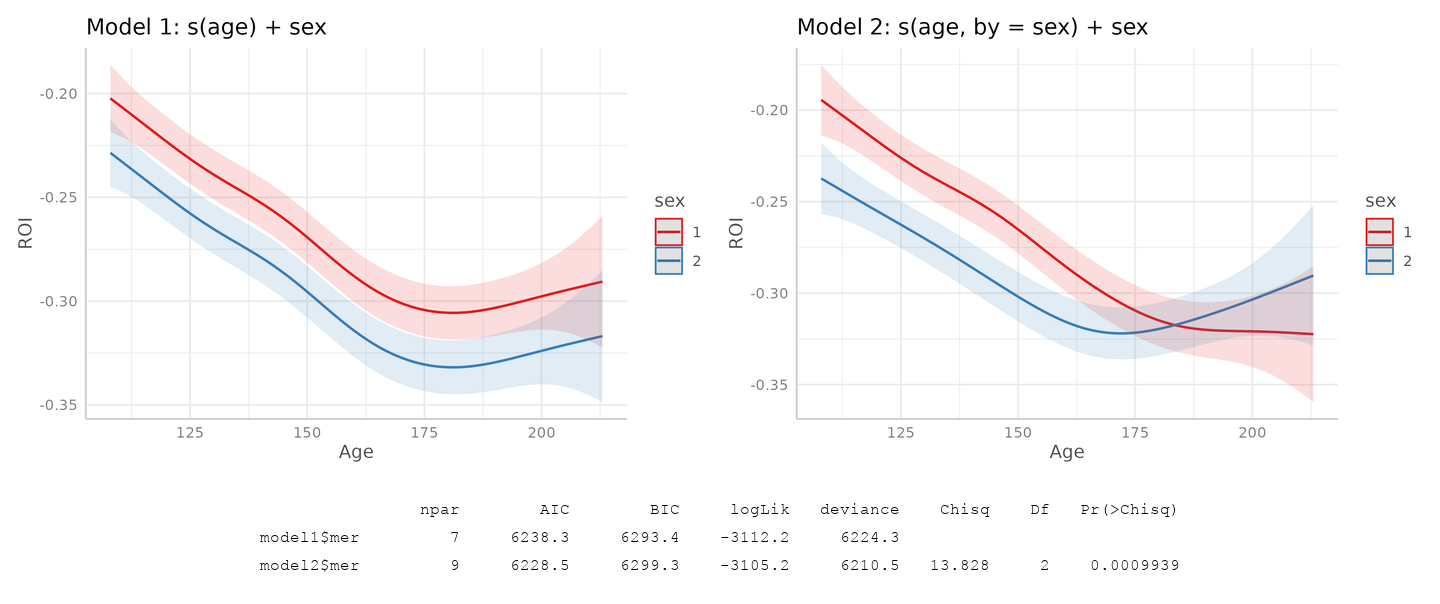 Model 1: s(age) + sex
-0.20
-0.25
-0.30
-0.35
ROI
125 150 175 200
Age
sex
1
2
Model 2: s(age, by = sex) + sex
-0.20
-0.25
-0.30
-0.35
ROI
125 150 175 200
Age
sex
1
2
npar AIC BIC logLik deviance Chisq Df Pr(>Chisq)
model1$mer 7 6238.3 6293.4 -3112.2 6224.3
model2$mer 9 6228.5 6299.3 -3105.2 6210.5 13.828 2 0.0009939